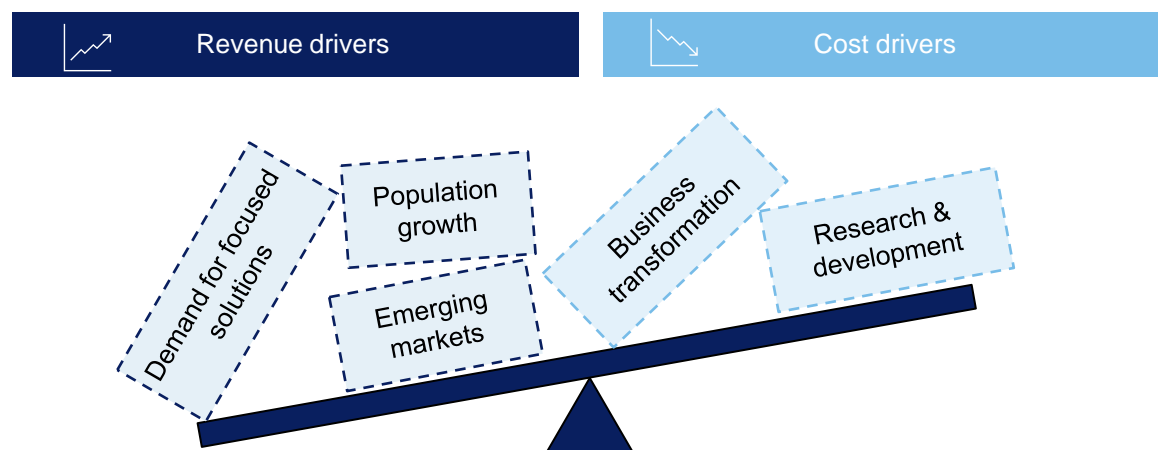 Revenue drivers
Cost drivers
Demand for focused
solutions
Population
growth
Emerging
markets
Business
transformation
Research &
development